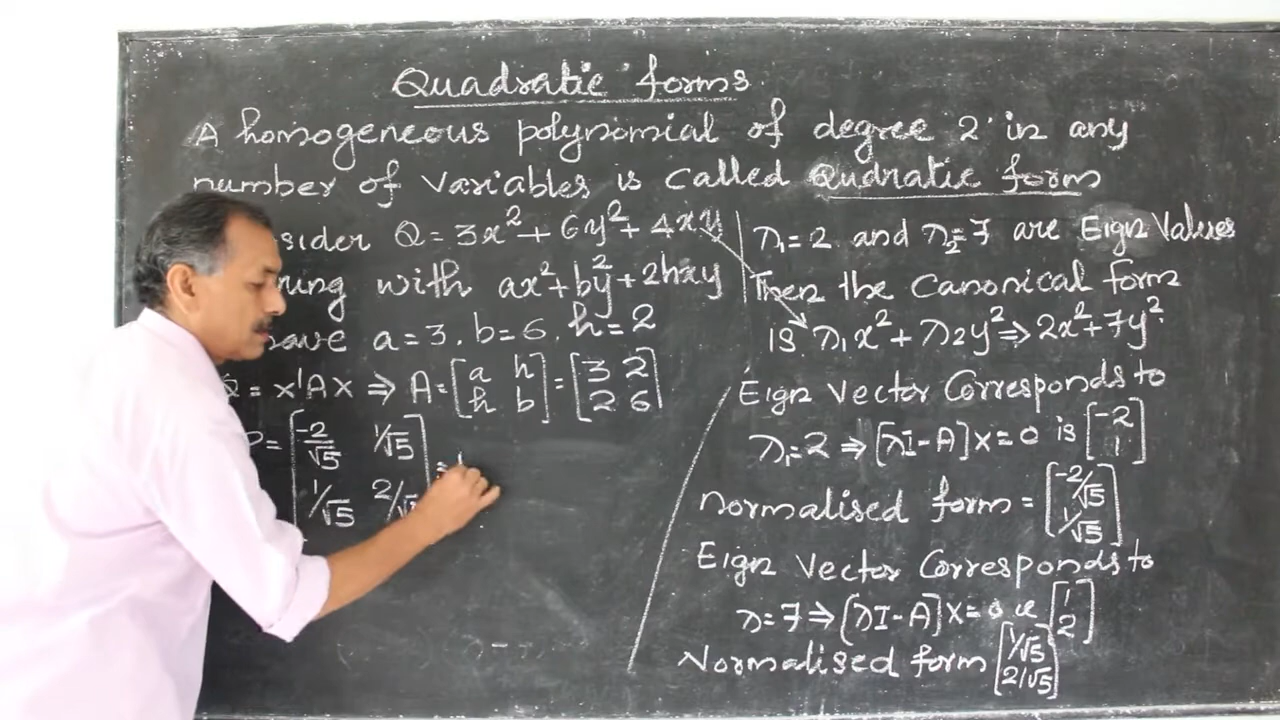 Quadratic forms
A homogeneous polynomial of degree 2 in any
number of variables is called Qudratic form
sider Q = 3x² + 6y² + 4xy
ring with ax² + by² + 2hxy
have a = 3. b = 6. h = 2
Q = x'Ax ⇒ A = [a h; h b] = [3 2; 2 6]
P = [-2/√5 1/√5; 1/√5 2/√5] =
λ₁ = 2 and λ₂ = 7 are Eign Values
Then the Canonical form
is λ₁x² + λ₂y² ⇒ 2x² + 7y²
Eign Vector Corresponds to
λ₁ = 2 ⇒ [λI - A]X = 0 is [-2; 1]
normalised form = [-2/√5; 1/√5]
Eign Vector Corresponds to
λ = 7 ⇒ [λI - A]X = 0 is [1; 2]
Normalised form [1/√5; 2/√5]